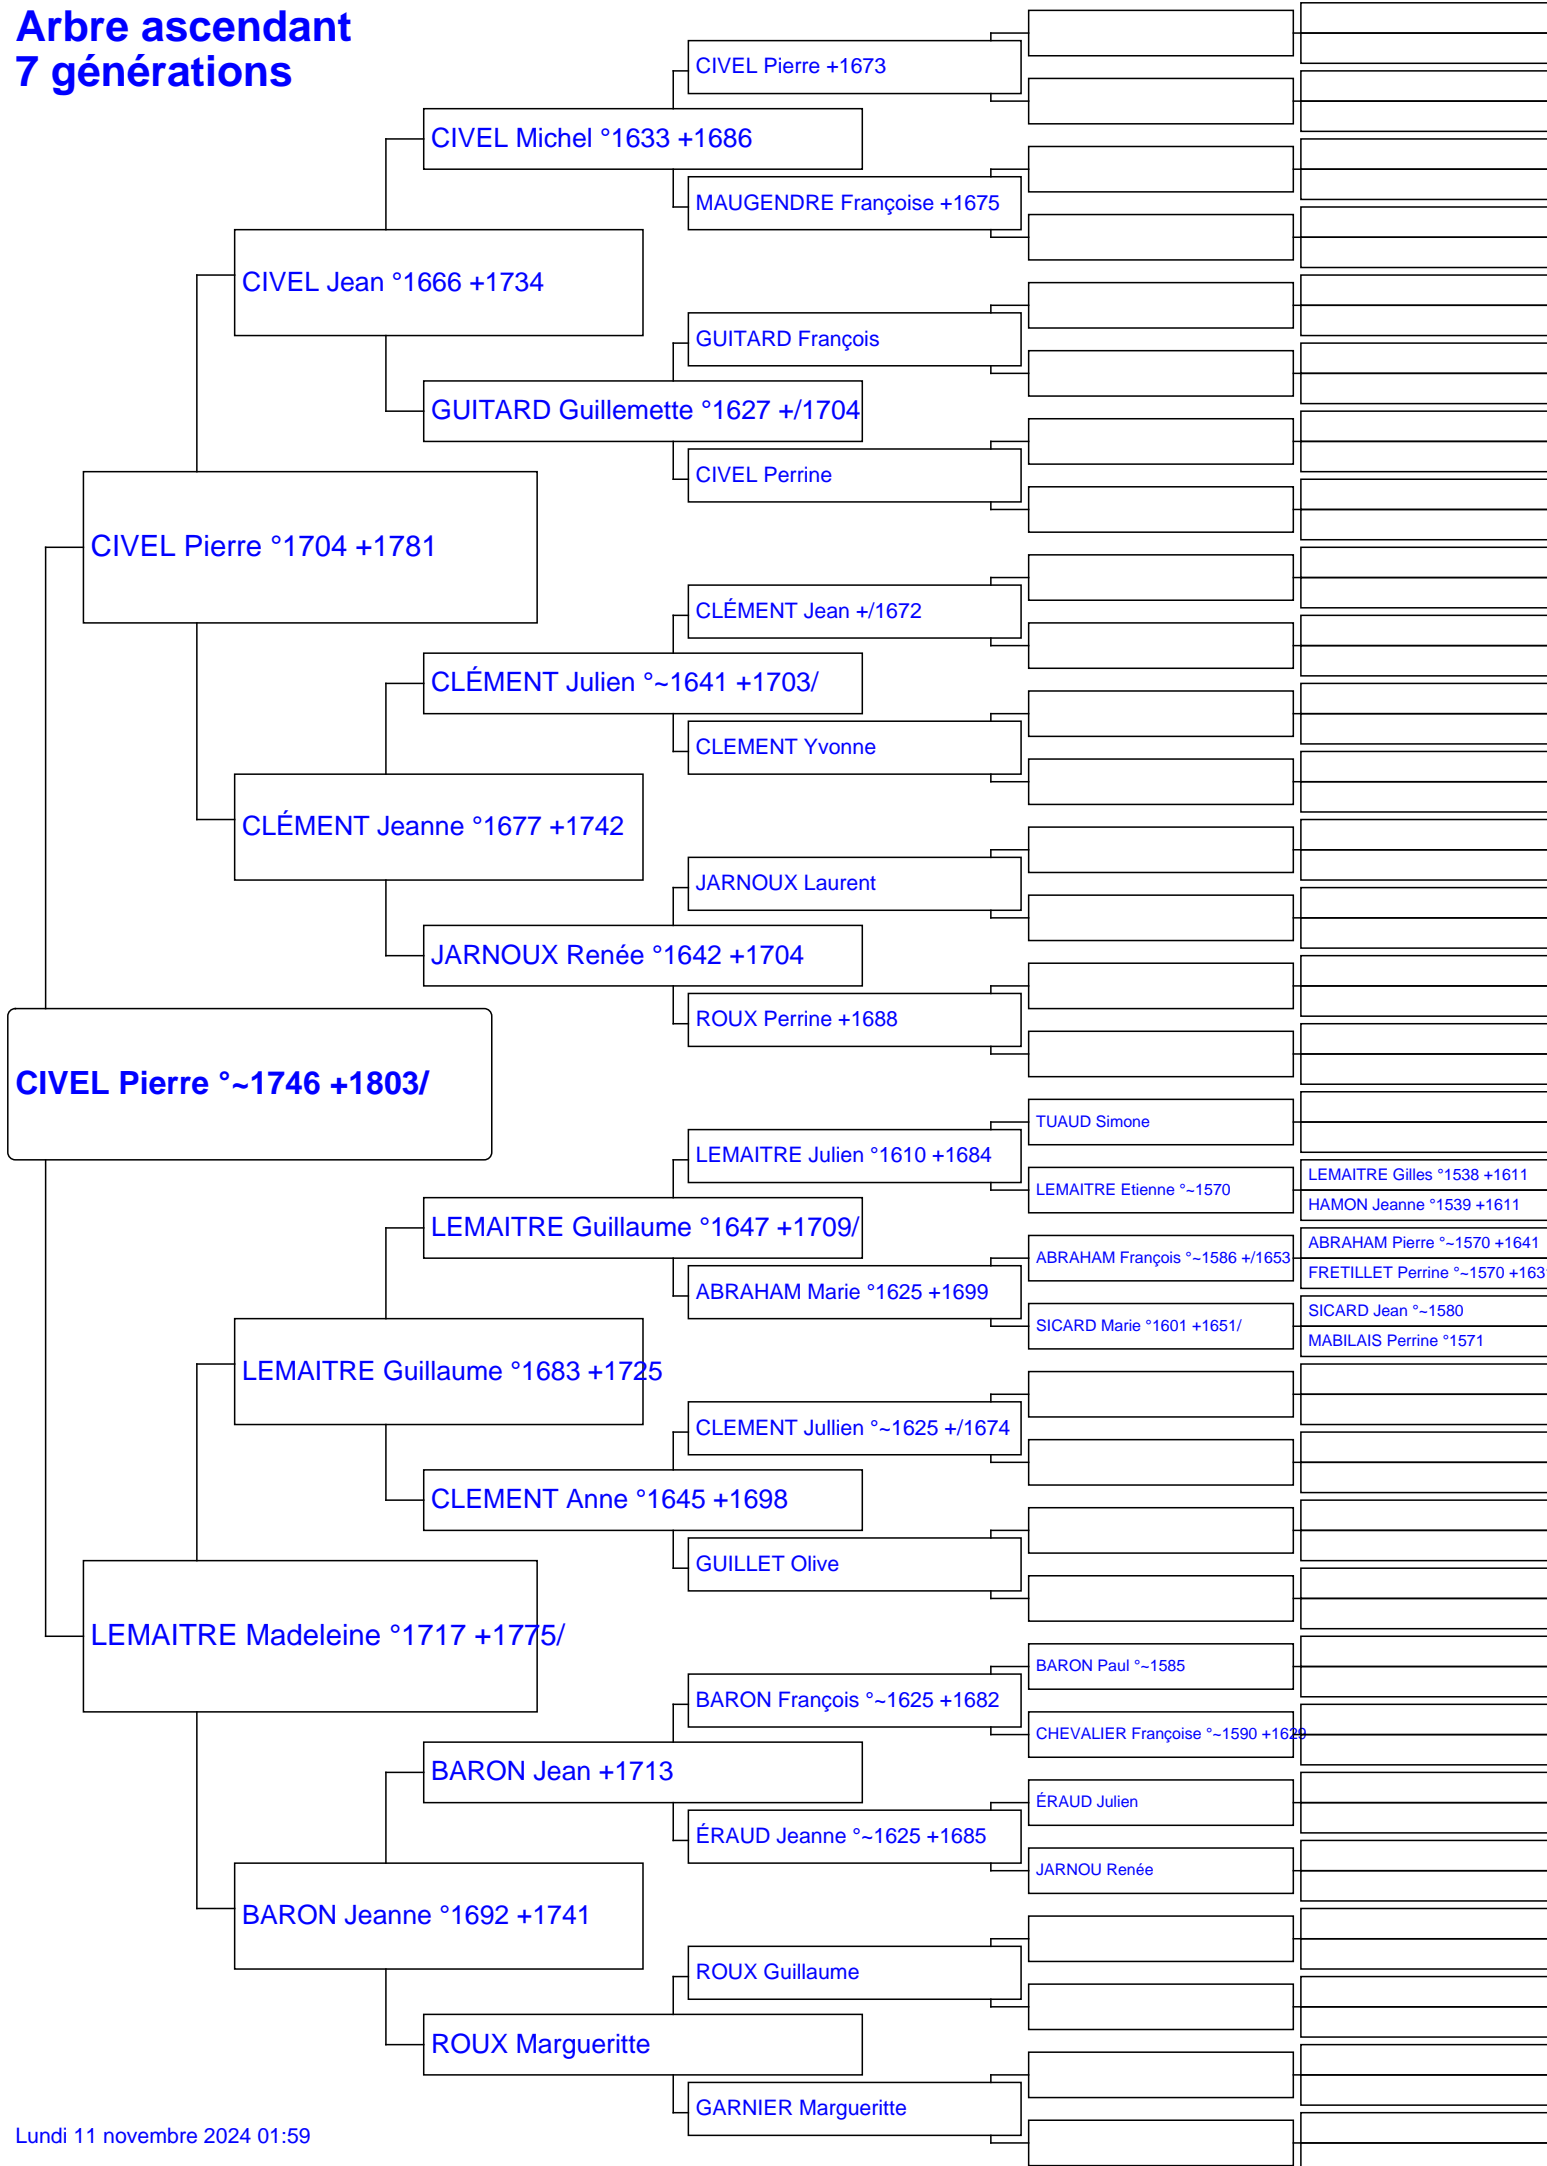 Arbre ascendant
7 générations
CIVEL Pierre +1673
CIVEL Michel °1633 +1686
MAUGENDRE Françoise +1675
CIVEL Jean °1666 +1734
GUITARD François
GUITARD Guillemette °1627 +/1704
CIVEL Perrine
CIVEL Pierre °1704 +1781
CLÉMENT Jean +/1672
CLÉMENT Julien °~1641 +1703/
CLEMENT Yvonne
CLÉMENT Jeanne °1677 +1742
JARNOUX Laurent
JARNOUX Renée °1642 +1704
ROUX Perrine +1688
CIVEL Pierre °~1746 +1803/
TUAUD Simone
LEMAITRE Julien °1610 +1684
LEMAITRE Gilles °1538 +1611
LEMAITRE Etienne °~1570
HAMON Jeanne °1539 +1611
LEMAITRE Guillaume °1647 +1709/
ABRAHAM Pierre °~1570 +1641
ABRAHAM François °~1586 +/1653
FRETILLET Perrine °~1570
ABRAHAM Marie °1625 +1699
SICARD Jean °~1580
SICARD Marie °1601 +1651/
MABILAIS Perrine °1571
LEMAITRE Guillaume °1683 +1725
CLEMENT Jullien °~1625 +/1674
CLEMENT Anne °1645 +1698
GUILLET Olive
LEMAITRE Madeleine °1717 +1775/
BARON Paul °~1585
BARON François °~1625 +1682
CHEVALIER Françoise °~1590 +1629
BARON Jean +1713
ÉRAUD Julien
ÉRAUD Jeanne °~1625 +1685
JARNOU Renée
BARON Jeanne °1692 +1741
ROUX Guillaume
ROUX Margueritte
GARNIER Margueritte
Lundi 11 novembre 2024 01:59